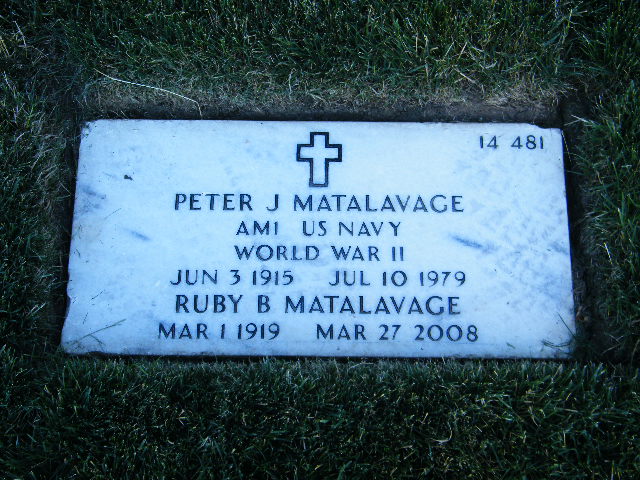 14 481
PETER J MATALAVAGE
AM1 US NAVY
WORLD WAR II
JUN 3 1915 JUL 10 1979
RUBY B MATALAVAGE
MAR 1 1919 MAR 27 2008